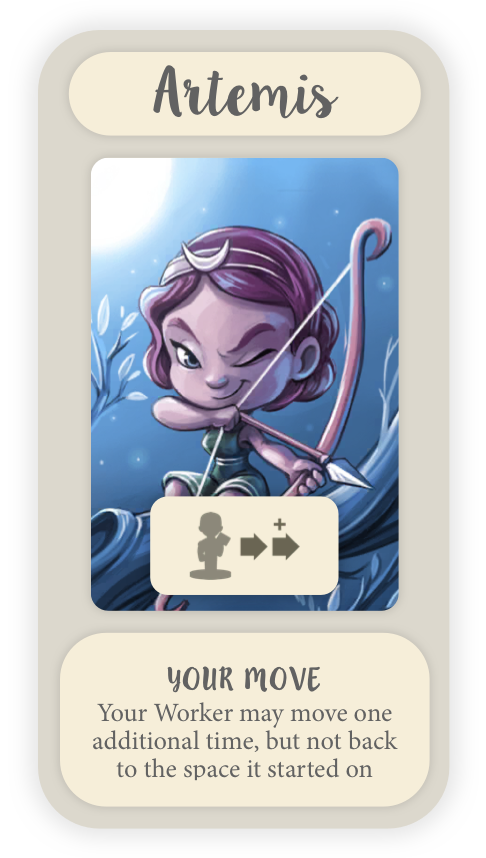 Artemis
+
YOUR MOVE
Your Worker may move one
additional time, but not back
to the space it started on